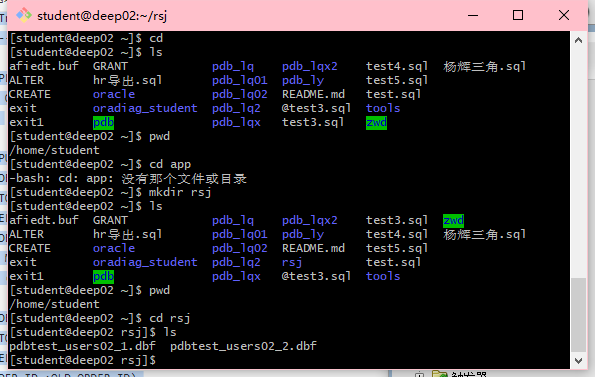 student@deep02:~/rsj
[student@deep02 ~]$ cd
[student@deep02 ~]$ ls
afiedt.buf GRANT pdb_lq pdb_lqx2 test4.sql 杨辉三角.sql
ALTER hr导出.sql pdb_lq01 pdb_ly test5.sql
CREATE oracle pdb_lq02 README.md test.sql
exit oradiag_student pdb_lq2 @test3.sql tools
exit1 pdb pdb_lqx test3.sql zwd
[student@deep02 ~]$ pwd
/home/student
[student@deep02 ~]$ cd app
-bash: cd: app: 没有那个文件或目录
[student@deep02 ~]$ mkdir rsj
[student@deep02 ~]$ ls
afiedt.buf GRANT pdb_lq pdb_lqx2 test3.sql zwd
ALTER hr导出.sql pdb_lq01 pdb_ly test4.sql 杨辉三角.sql
CREATE oracle pdb_lq02 README.md test5.sql
exit oradiag_student pdb_lq2 rsj test.sql
exit1 pdb pdb_lqx @test3.sql tools
[student@deep02 ~]$ pwd
/home/student
[student@deep02 ~]$ cd rsj
[student@deep02 rsj]$ ls
pdbtest_users02_1.dbf pdbtest_users02_2.dbf
[student@deep02 rsj]$